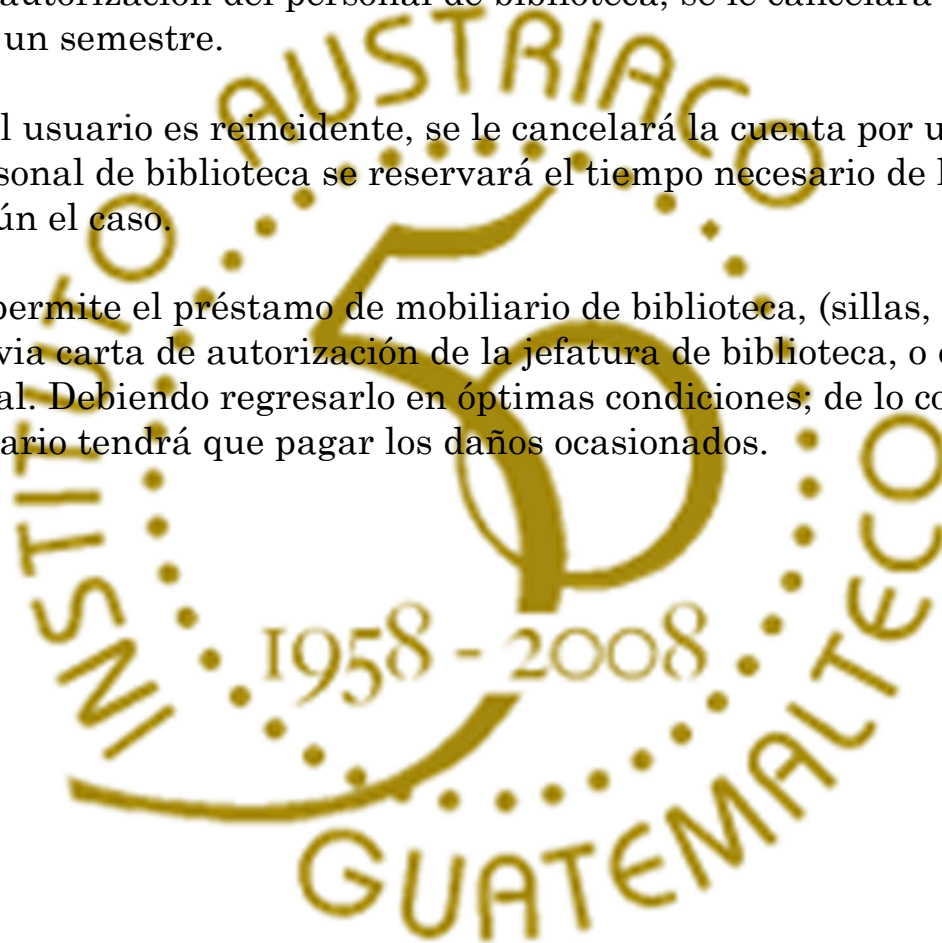 autorización del personal de biblioteca, se le cancelará
un semestre.
l usuario es reincidente, se le cancelará la cuenta por u
sonal de biblioteca se reservará el tiempo necesario de l
ún el caso.
permite el préstamo de mobiliario de biblioteca, (sillas,
via carta de autorización de la jefatura de biblioteca, o
al. Debiendo regresarlo en óptimas condiciones; de lo co
ario tendrá que pagar los daños ocasionados.
INSTITUTO AUSTRIACO GUATEMALTECO
50
1958 - 2008